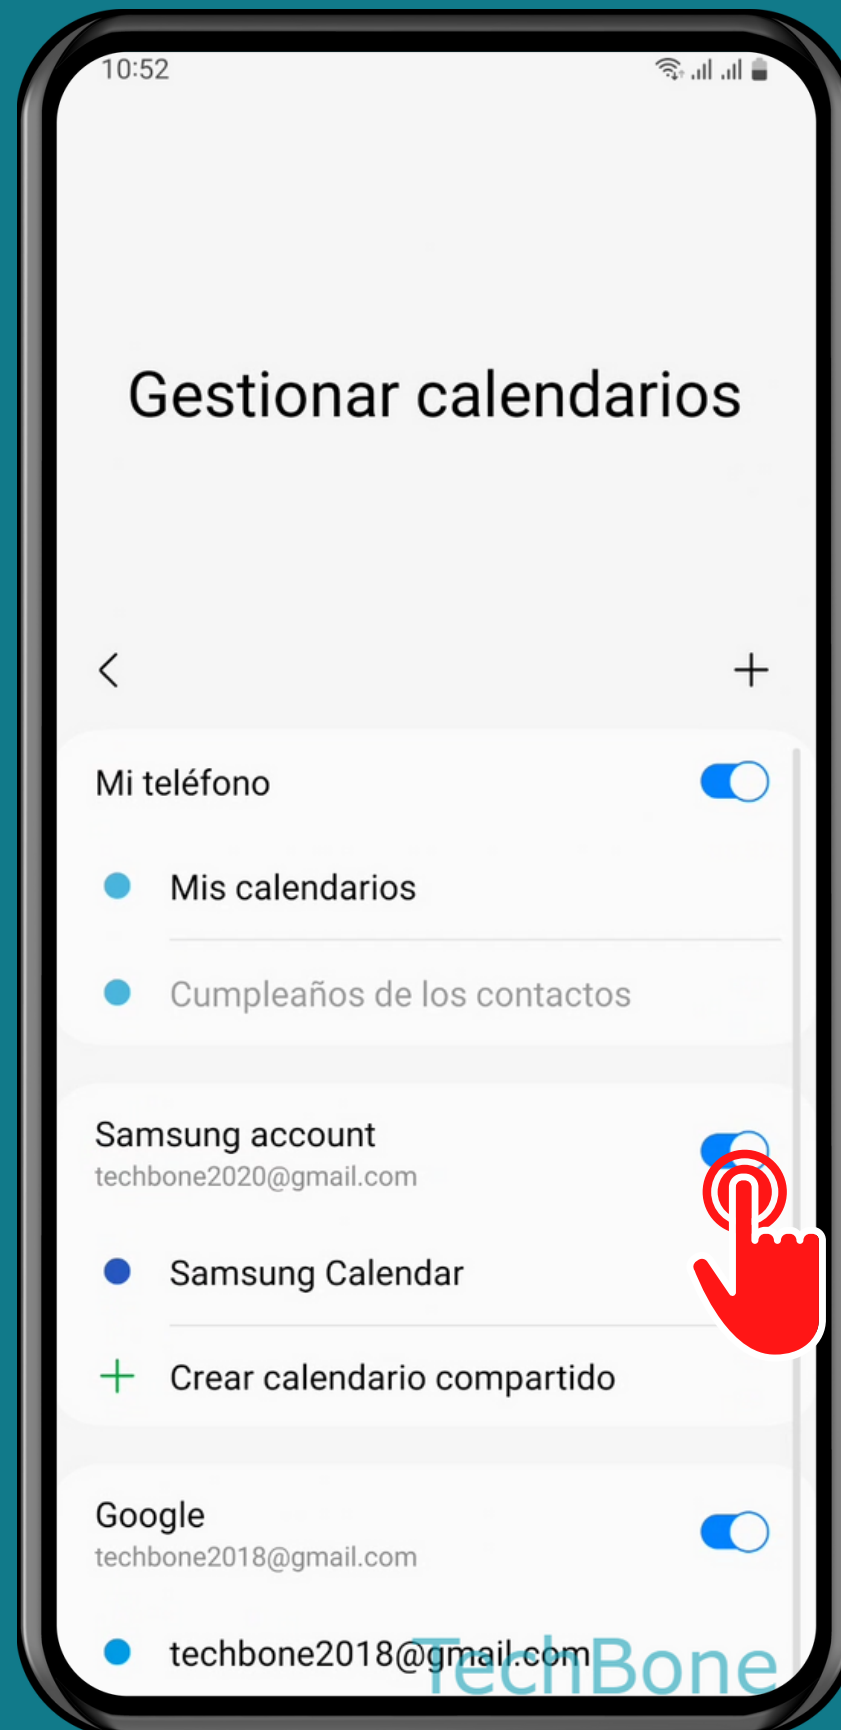 10:52
Gestionar calendarios
Mi teléfono
Mis calendarios
Cumpleaños de los contactos
Samsung account
techbone2020@gmail.com
Samsung Calendar
Crear calendario compartido
Google
techbone2018@gmail.com
techbone2018@gmail.com
TechBone